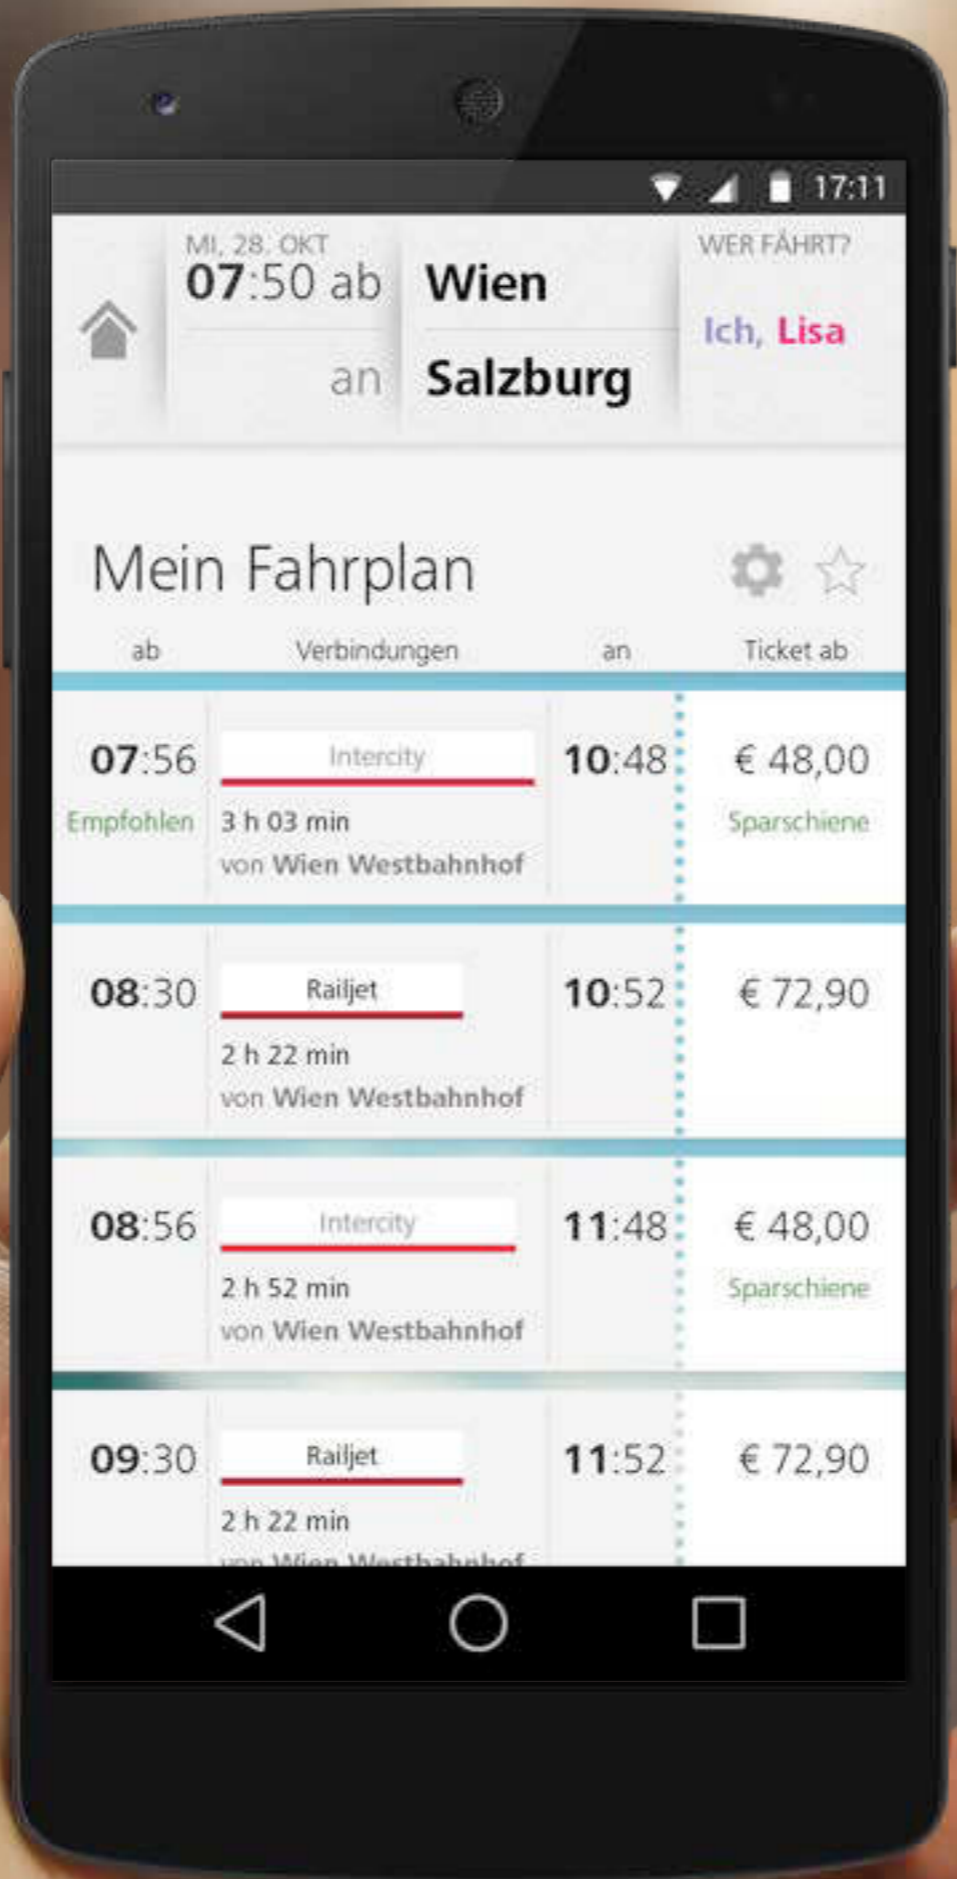 17:11
MI, 28. OKT
07:50 ab
Wien
WER FÄHRT?
Ich, Lisa
an
Salzburg
Mein Fahrplan
ab Verbindungen an Ticket ab
07:56 Intercity 10:48 € 48,00
Empfohlen 3 h 03 min Sparschiene
von Wien Westbahnhof
08:30 Railjet 10:52 € 72,90
2 h 22 min
von Wien Westbahnhof
08:56 Intercity 11:48 € 48,00
2 h 52 min Sparschiene
von Wien Westbahnhof
09:30 Railjet 11:52 € 72,90
2 h 22 min
von Wien Westbahnhof